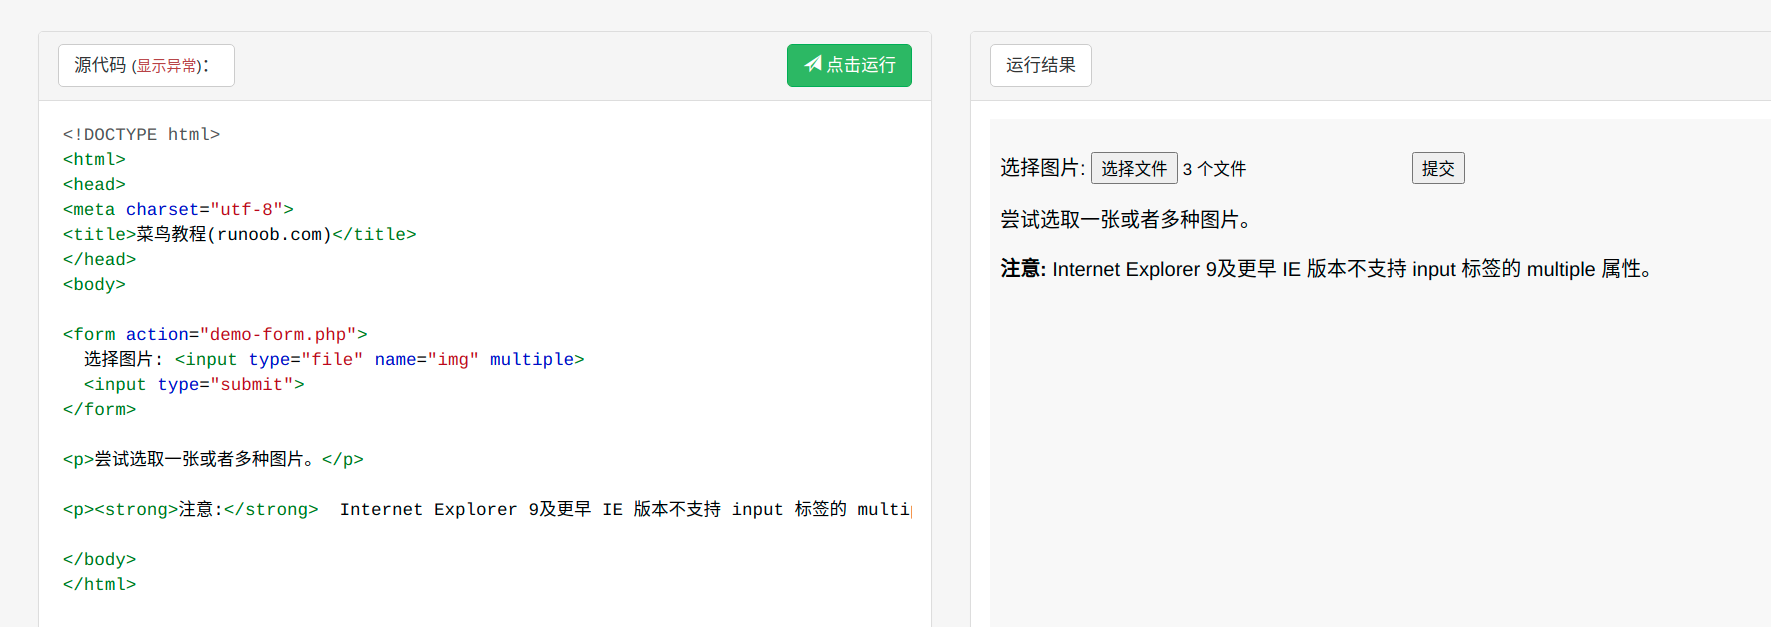 源代码 (显示异常)：
点击运行
<!DOCTYPE html>
<html>
<head>
<meta charset="utf-8">
<title>菜鸟教程(runoob.com)</title>
</head>
<body>
<form action="demo-form.php">
  选择图片: <input type="file" name="img" multiple>
  <input type="submit">
</form>
<p>尝试选取一张或者多种图片。</p>
<p><strong>注意:</strong>  Internet Explorer 9及更早 IE 版本不支持 input 标签的 multip
</body>
</html>
运行结果
选择图片: 选择文件 3 个文件 提交
尝试选取一张或者多种图片。
注意: Internet Explorer 9及更早 IE 版本不支持 input 标签的 multiple 属性。